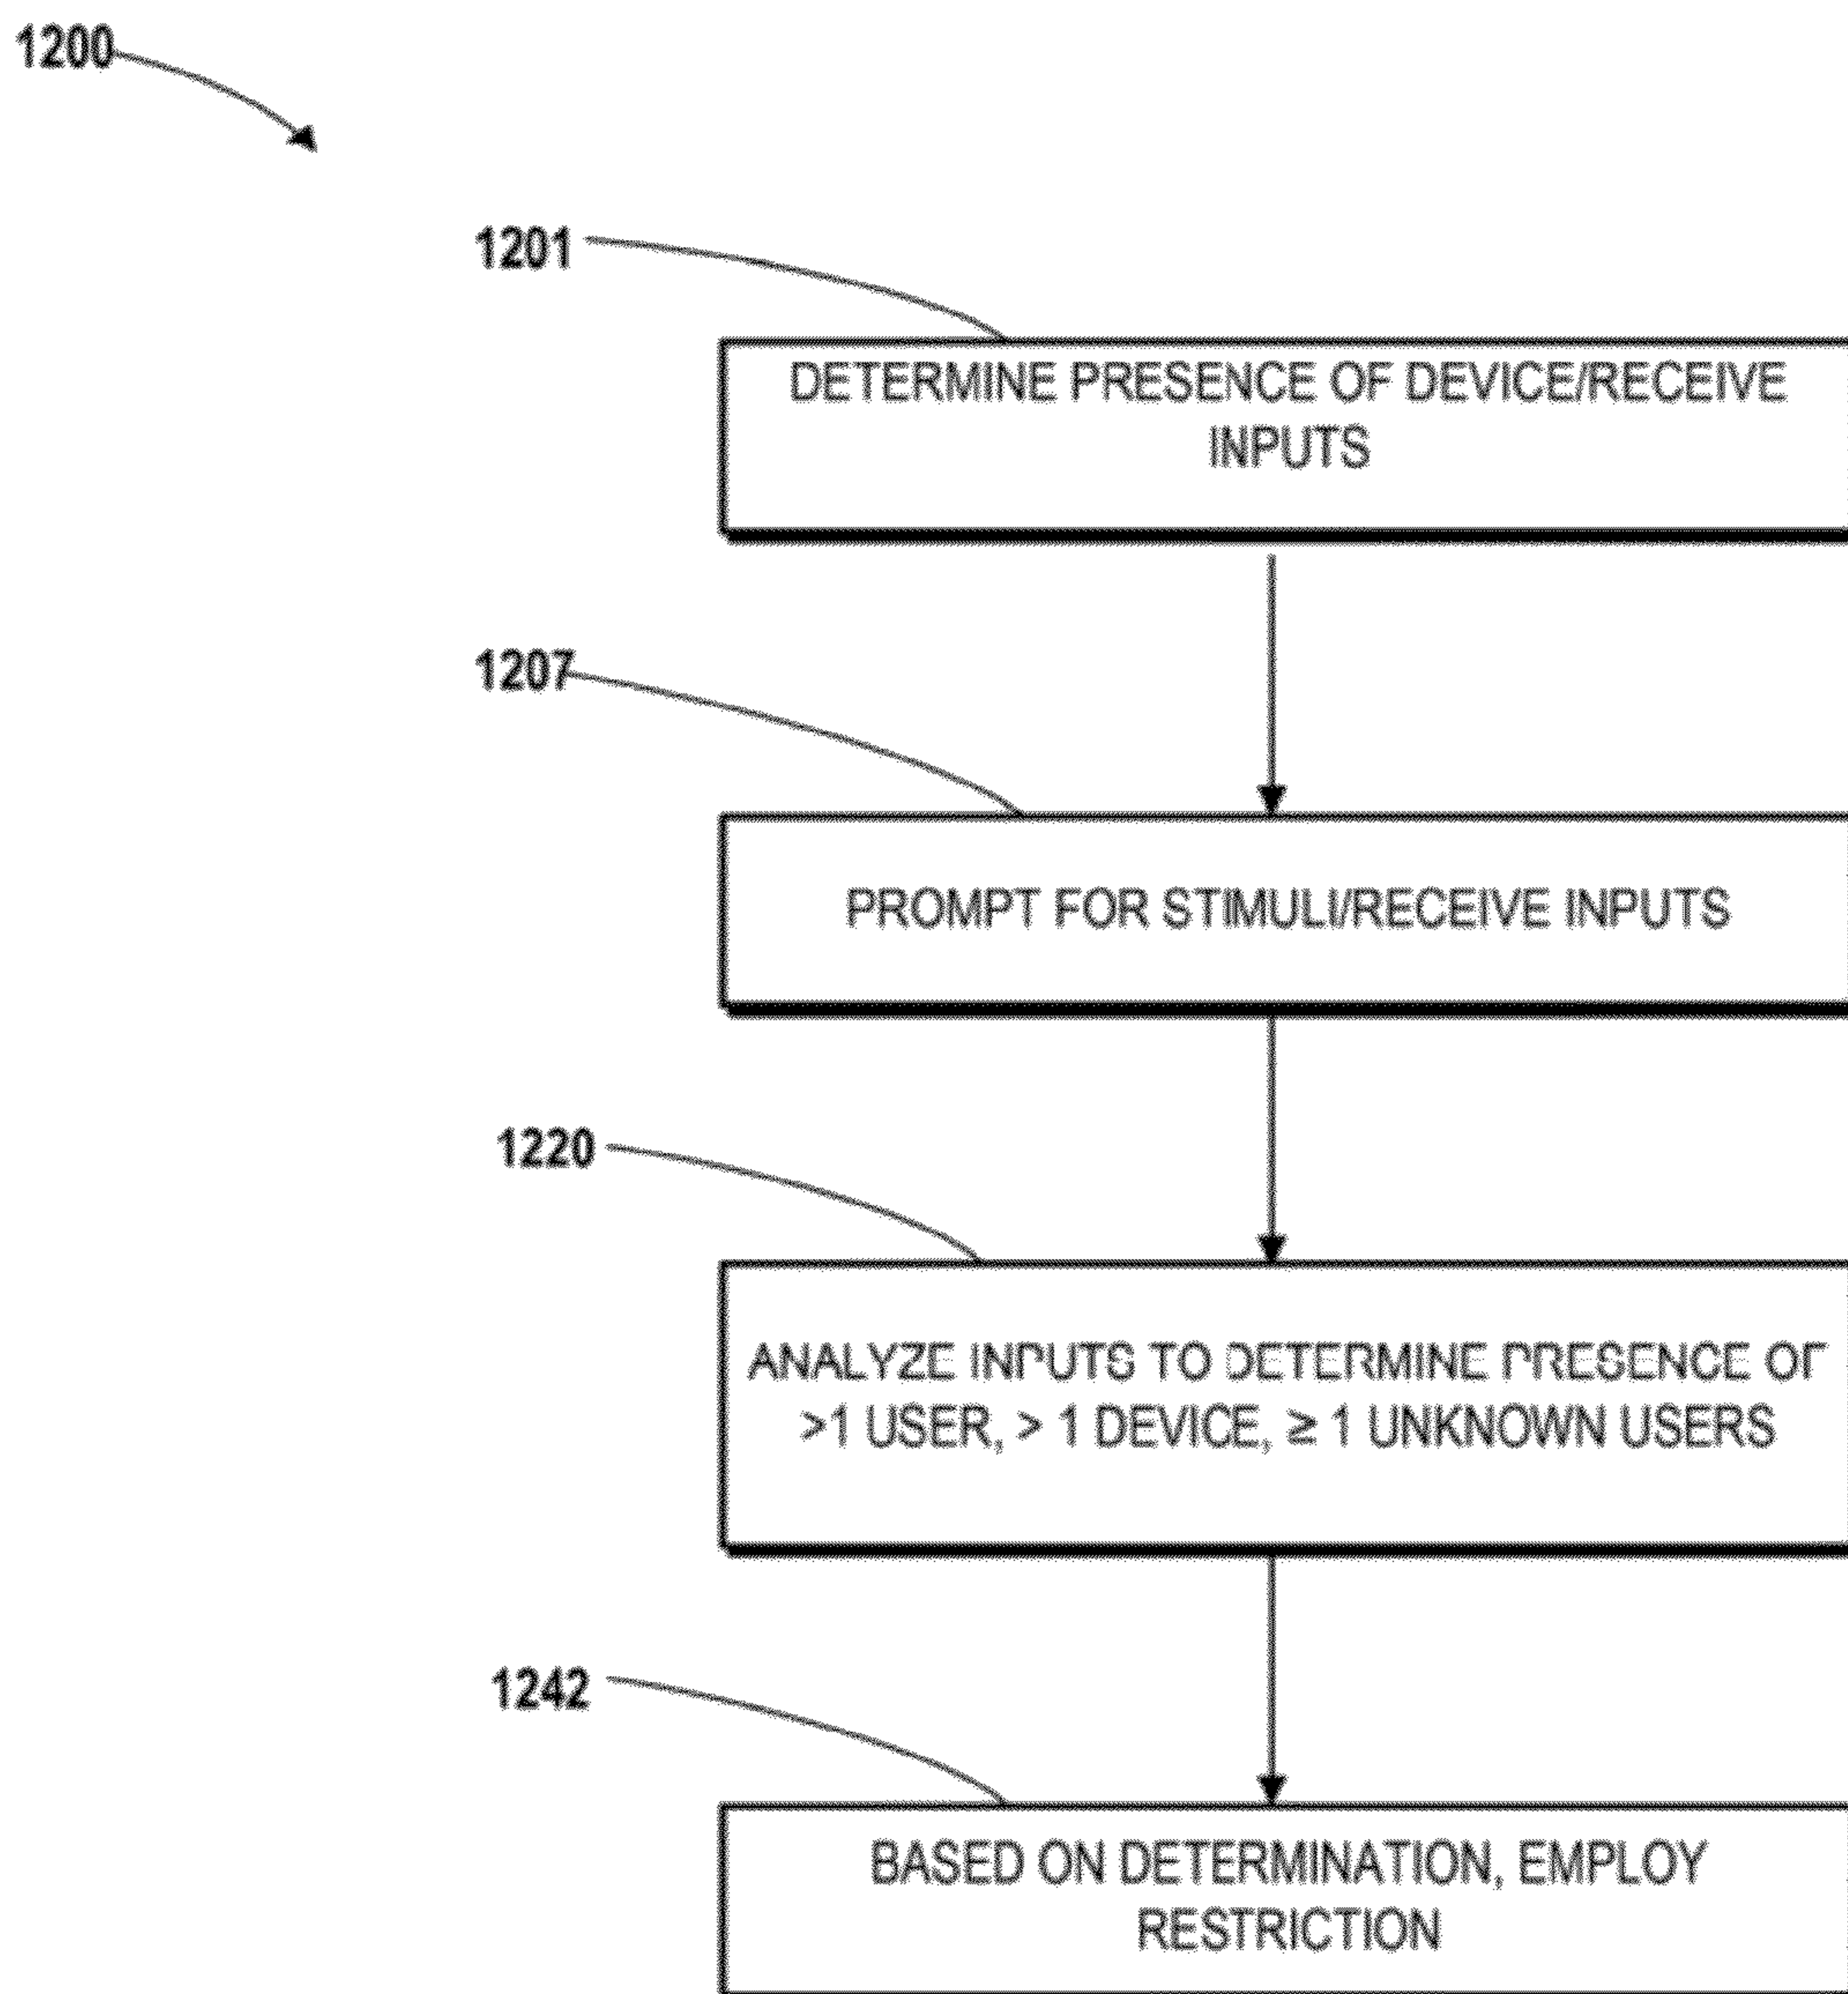 1200
1201
DETERMINE PRESENCE OF DEVICE/RECEIVE
INPUTS
1207
PROMPT FOR STIMULI/RECEIVE INPUTS
1220
ANALYZE INPUTS TO DETERMINE PRESENCE OF
>1 USER, > 1 DEVICE, ≥ 1 UNKNOWN USERS
1242
BASED ON DETERMINATION, EMPLOY
RESTRICTION